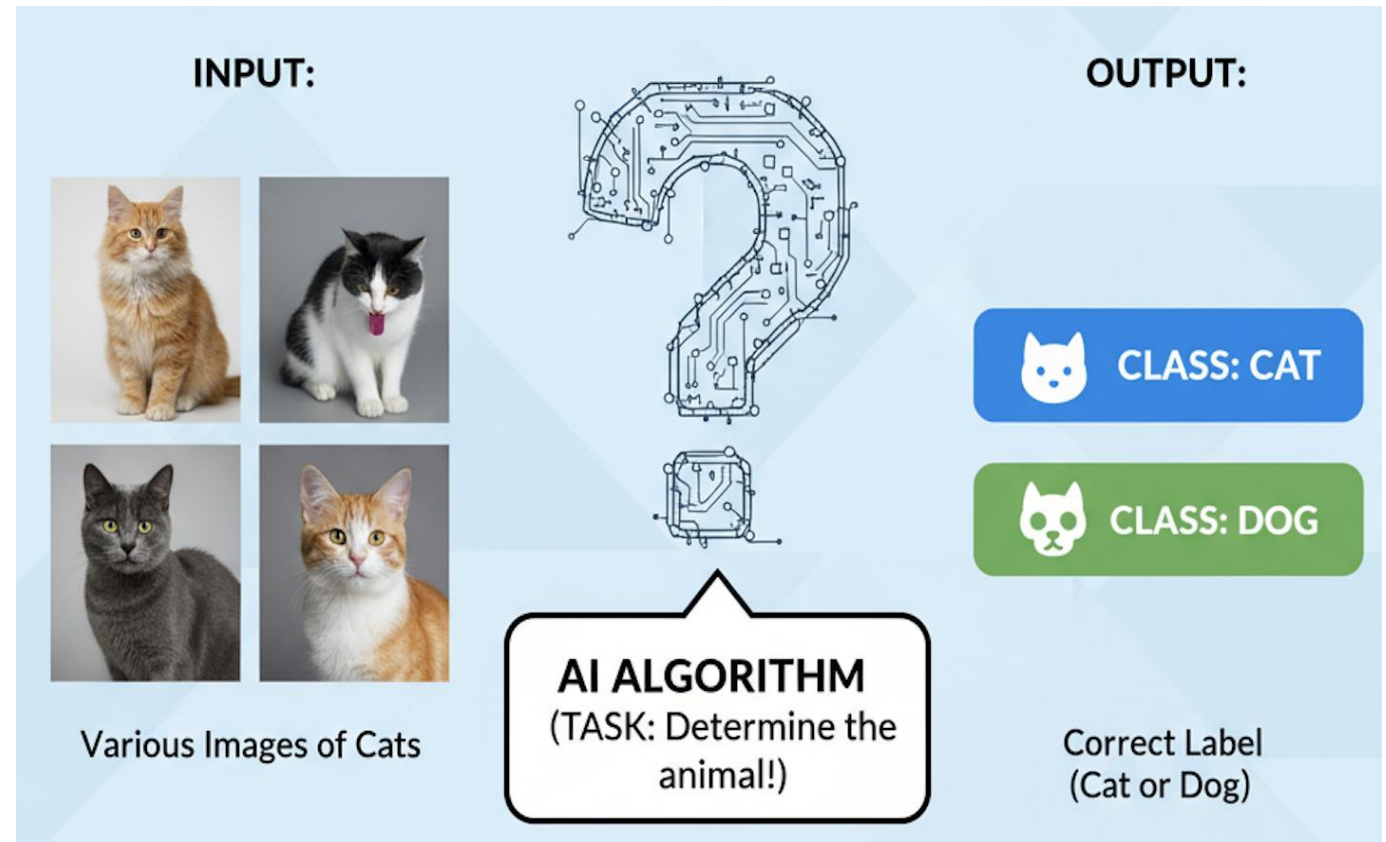 INPUT:
OUTPUT:
CLASS: CAT
CLASS: DOG
AI ALGORITHM
(TASK: Determine the
animal!)
Various Images of Cats
Correct Label
(Cat or Dog)